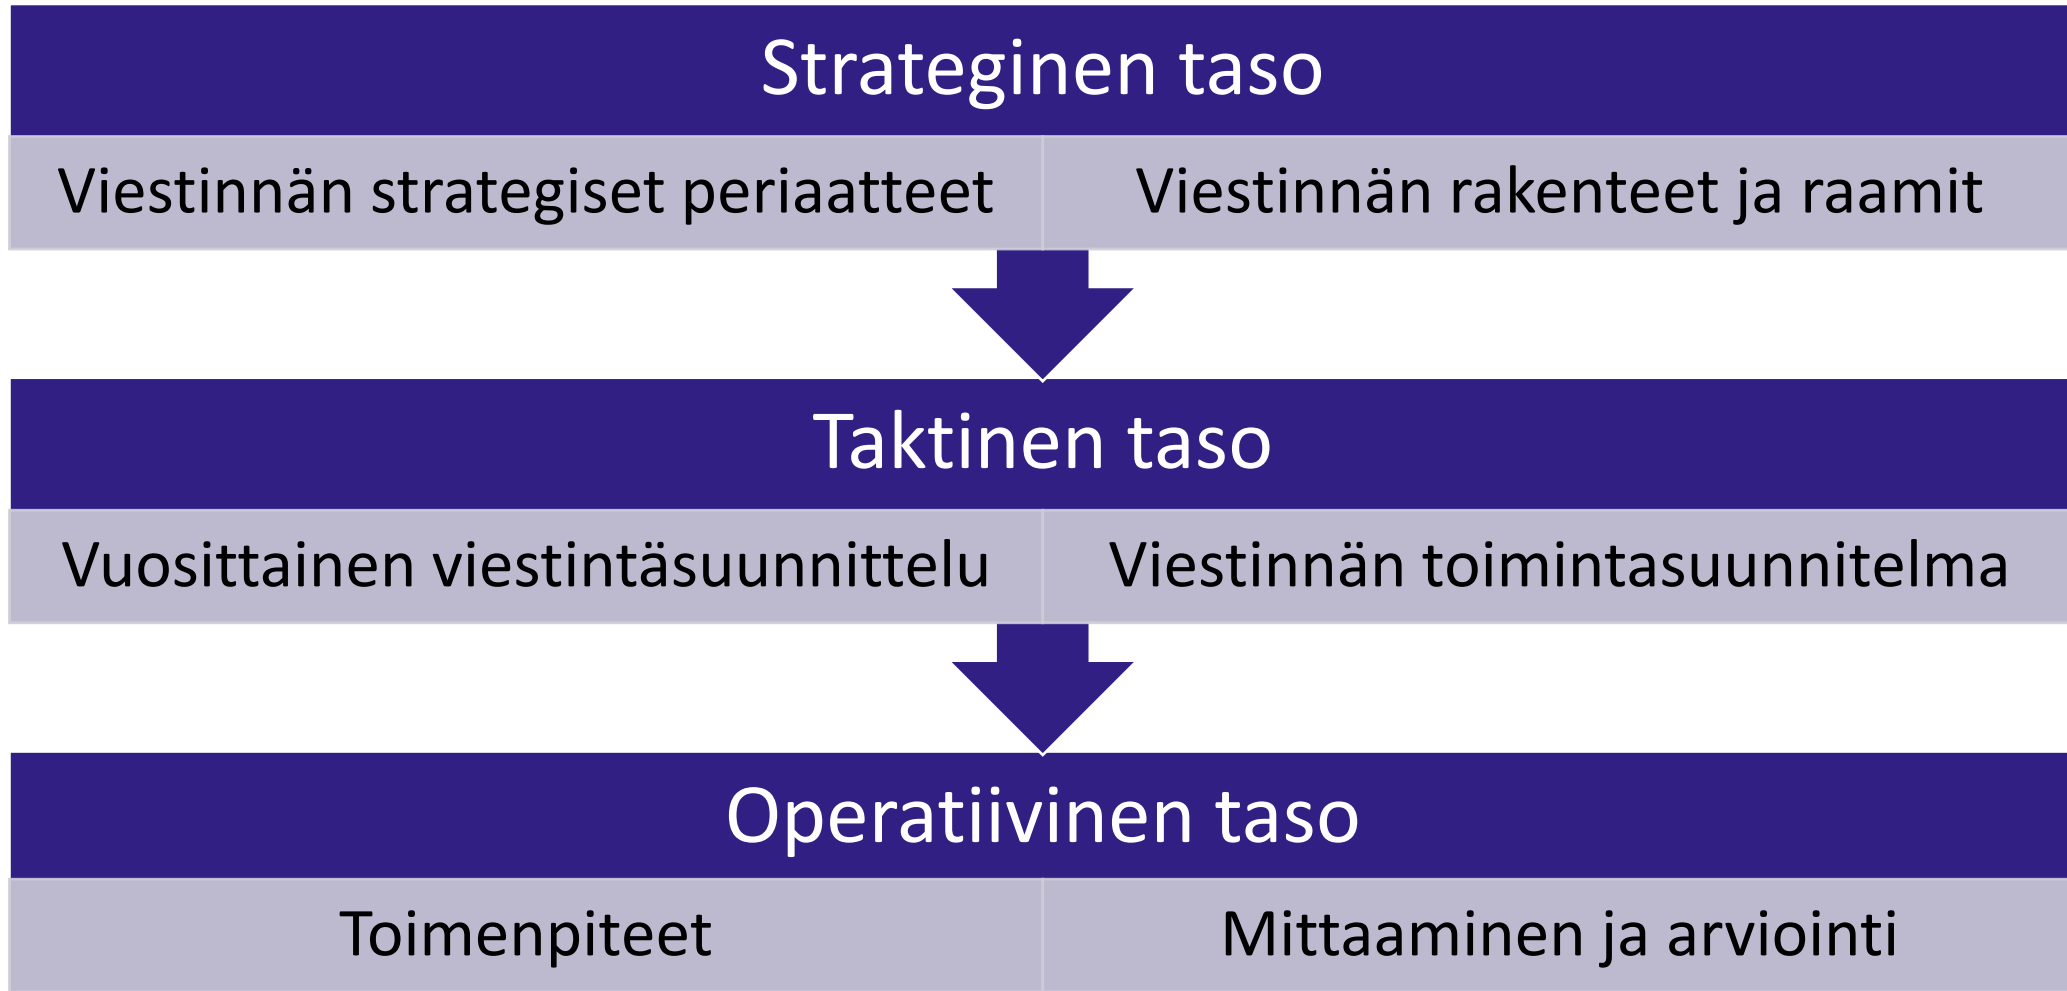 Strateginen taso
Viestinnän strategiset periaatteet
Viestinnän rakenteet ja raamit
Taktinen taso
Vuosittainen viestintäsuunnittelu
Viestinnän toimintasuunnitelma
Operatiivinen taso
Toimenpiteet
Mittaaminen ja arviointi